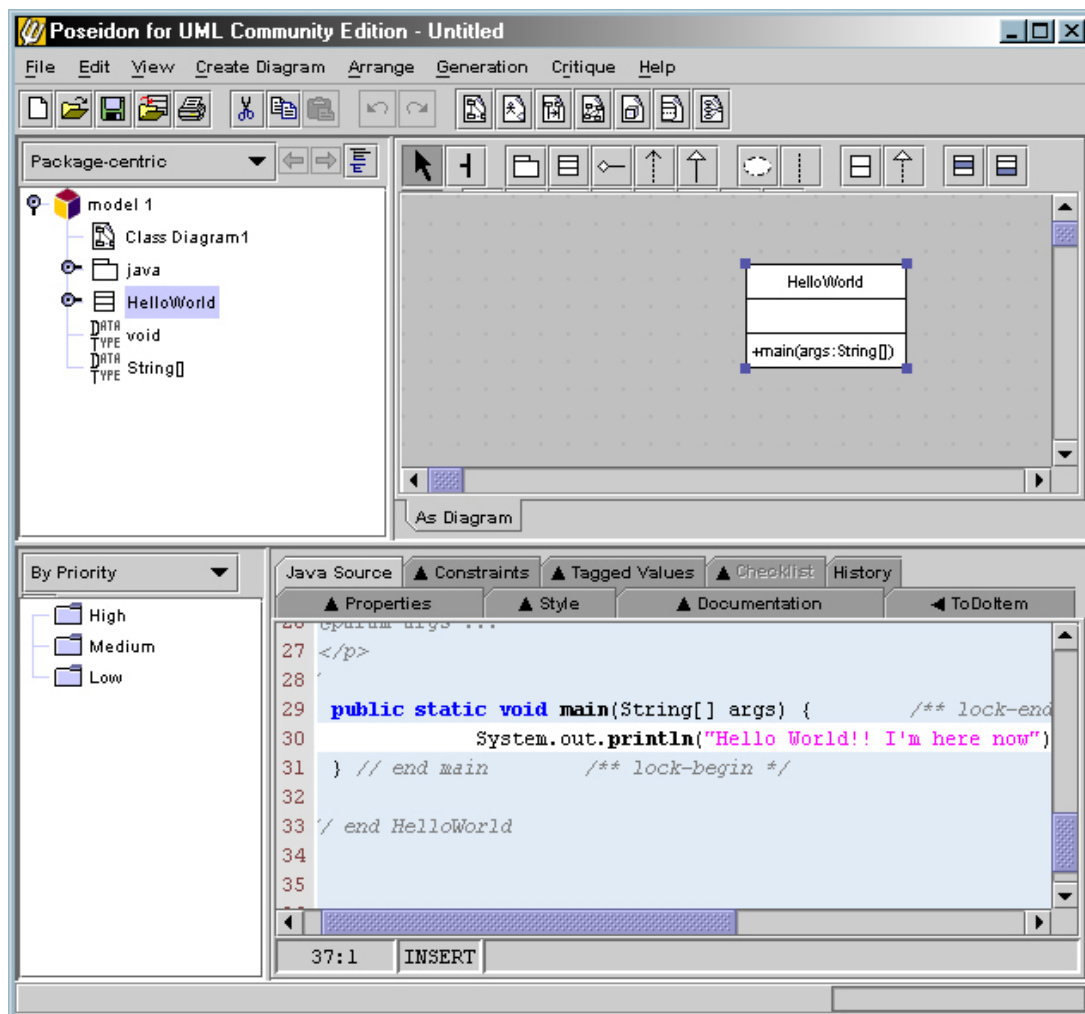 Poseidon for UML Community Edition - Untitled
File Edit View Create Diagram Arrange Generation Critique Help
Package-centric
model 1
Class Diagram1
java
HelloWorld
DATA TYPE void
DATA TYPE String[]
HelloWorld
+main(args:String[])
As Diagram
By Priority
High
Medium
Low
Java Source ▲ Constraints ▲ Tagged Values ▲ Checklist History
▲ Properties ▲ Style ▲ Documentation ◀ ToDoItem
27 </p>
28
29 public static void main(String[] args) { /** lock-end
30 System.out.println("Hello World!! I'm here now")
31 } // end main /** lock-begin */
32
33 / end HelloWorld
34
35
37:1 INSERT